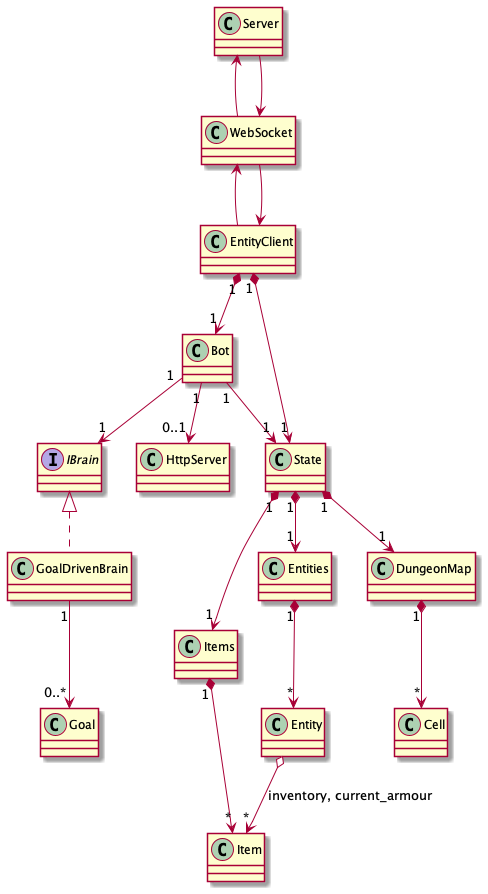 C Server
C WebSocket
C EntityClient
1
1
1
1
C Bot
1
1
1
1
0..1
1
I IBrain
C HttpServer
C State
1
1
1
1
1
1
C GoalDrivenBrain
C Entities
C DungeonMap
1
1
1
C Items
1
0..*
*
*
C Goal
C Entity
C Cell
inventory, current_armour
*
*
C Item